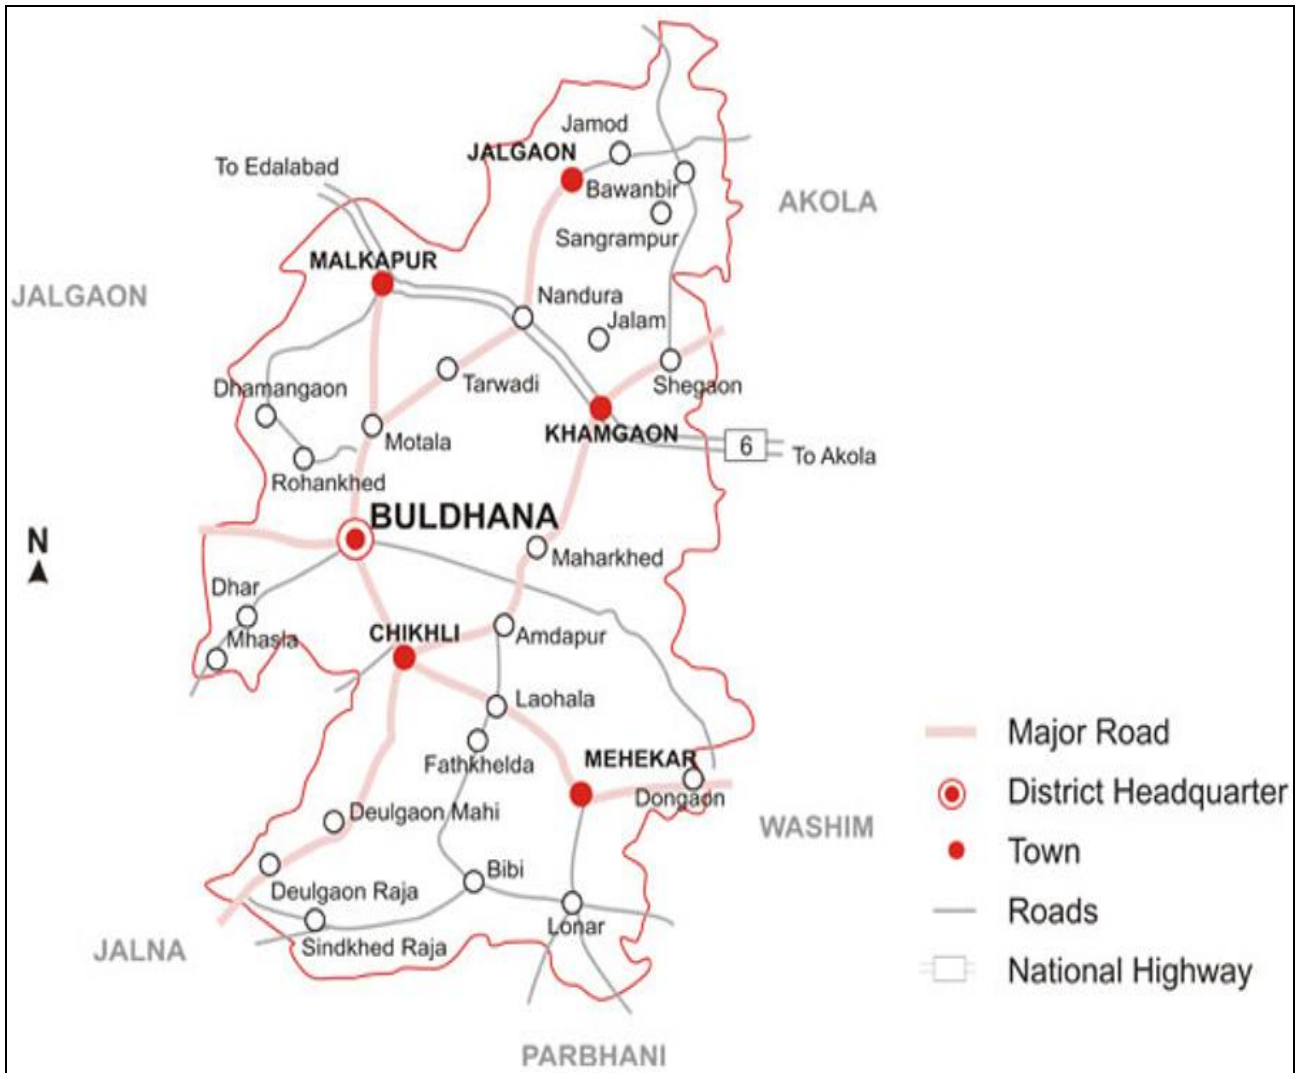 Jamod
JALGAON
To Edalabad
Bawanbir
AKOLA
Sangrampur
MALKAPUR
JALGAON
Nandura
Jalam
Dhamangaon
Tarwadi
Shegaon
KHAMGAON
Motala
6
To Akola
Rohankhed
BULDHANA
N
Maharkhed
Dhar
CHIKHLI
Amdapur
Mhasla
Laohala
Major Road
MEHEKAR
Fathkhelda
District Headquarter
Dongaon
Deulgaon Mahi
WASHIM
Town
Bibi
Deulgaon Raja
Roads
Lonar
Sindkhed Raja
JALNA
National Highway
PARBHANI